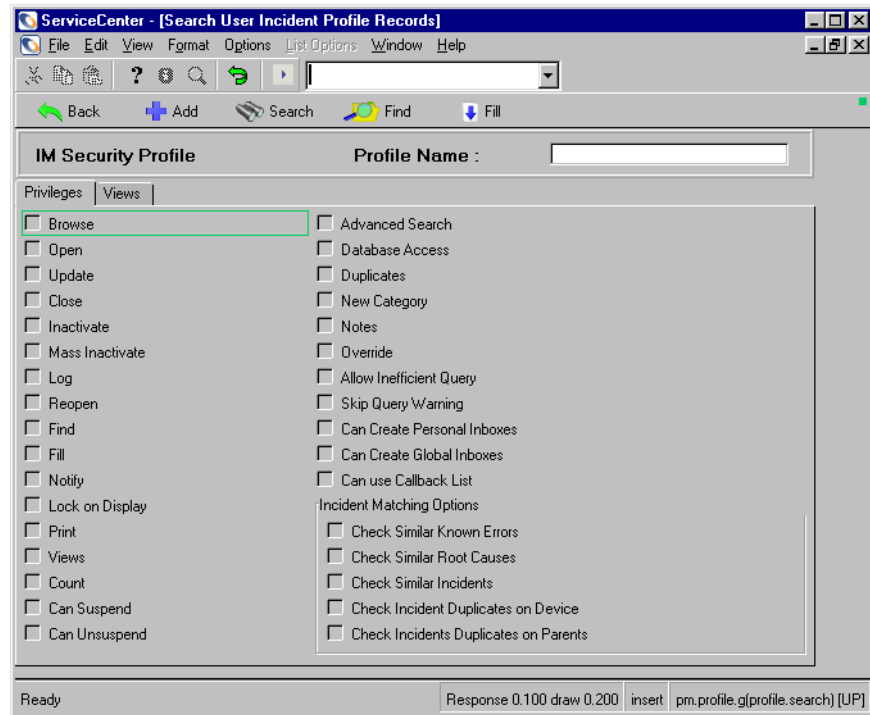 ServiceCenter - [Search User Incident Profile Records]
File Edit View Format Options List Options Window Help
Back Add Search Find Fill
IM Security Profile Profile Name :
Privileges Views
Browse
Open
Update
Close
Inactivate
Mass Inactivate
Log
Reopen
Find
Fill
Notify
Lock on Display
Print
Views
Count
Can Suspend
Can Unsuspend
Advanced Search
Database Access
Duplicates
New Category
Notes
Override
Allow Inefficient Query
Skip Query Warning
Can Create Personal Inboxes
Can Create Global Inboxes
Can use Callback List
Incident Matching Options
Check Similar Known Errors
Check Similar Root Causes
Check Similar Incidents
Check Incident Duplicates on Device
Check Incidents Duplicates on Parents
Ready Response 0.100 draw 0.200 insert pm.profile.g(profile.search) [UP]